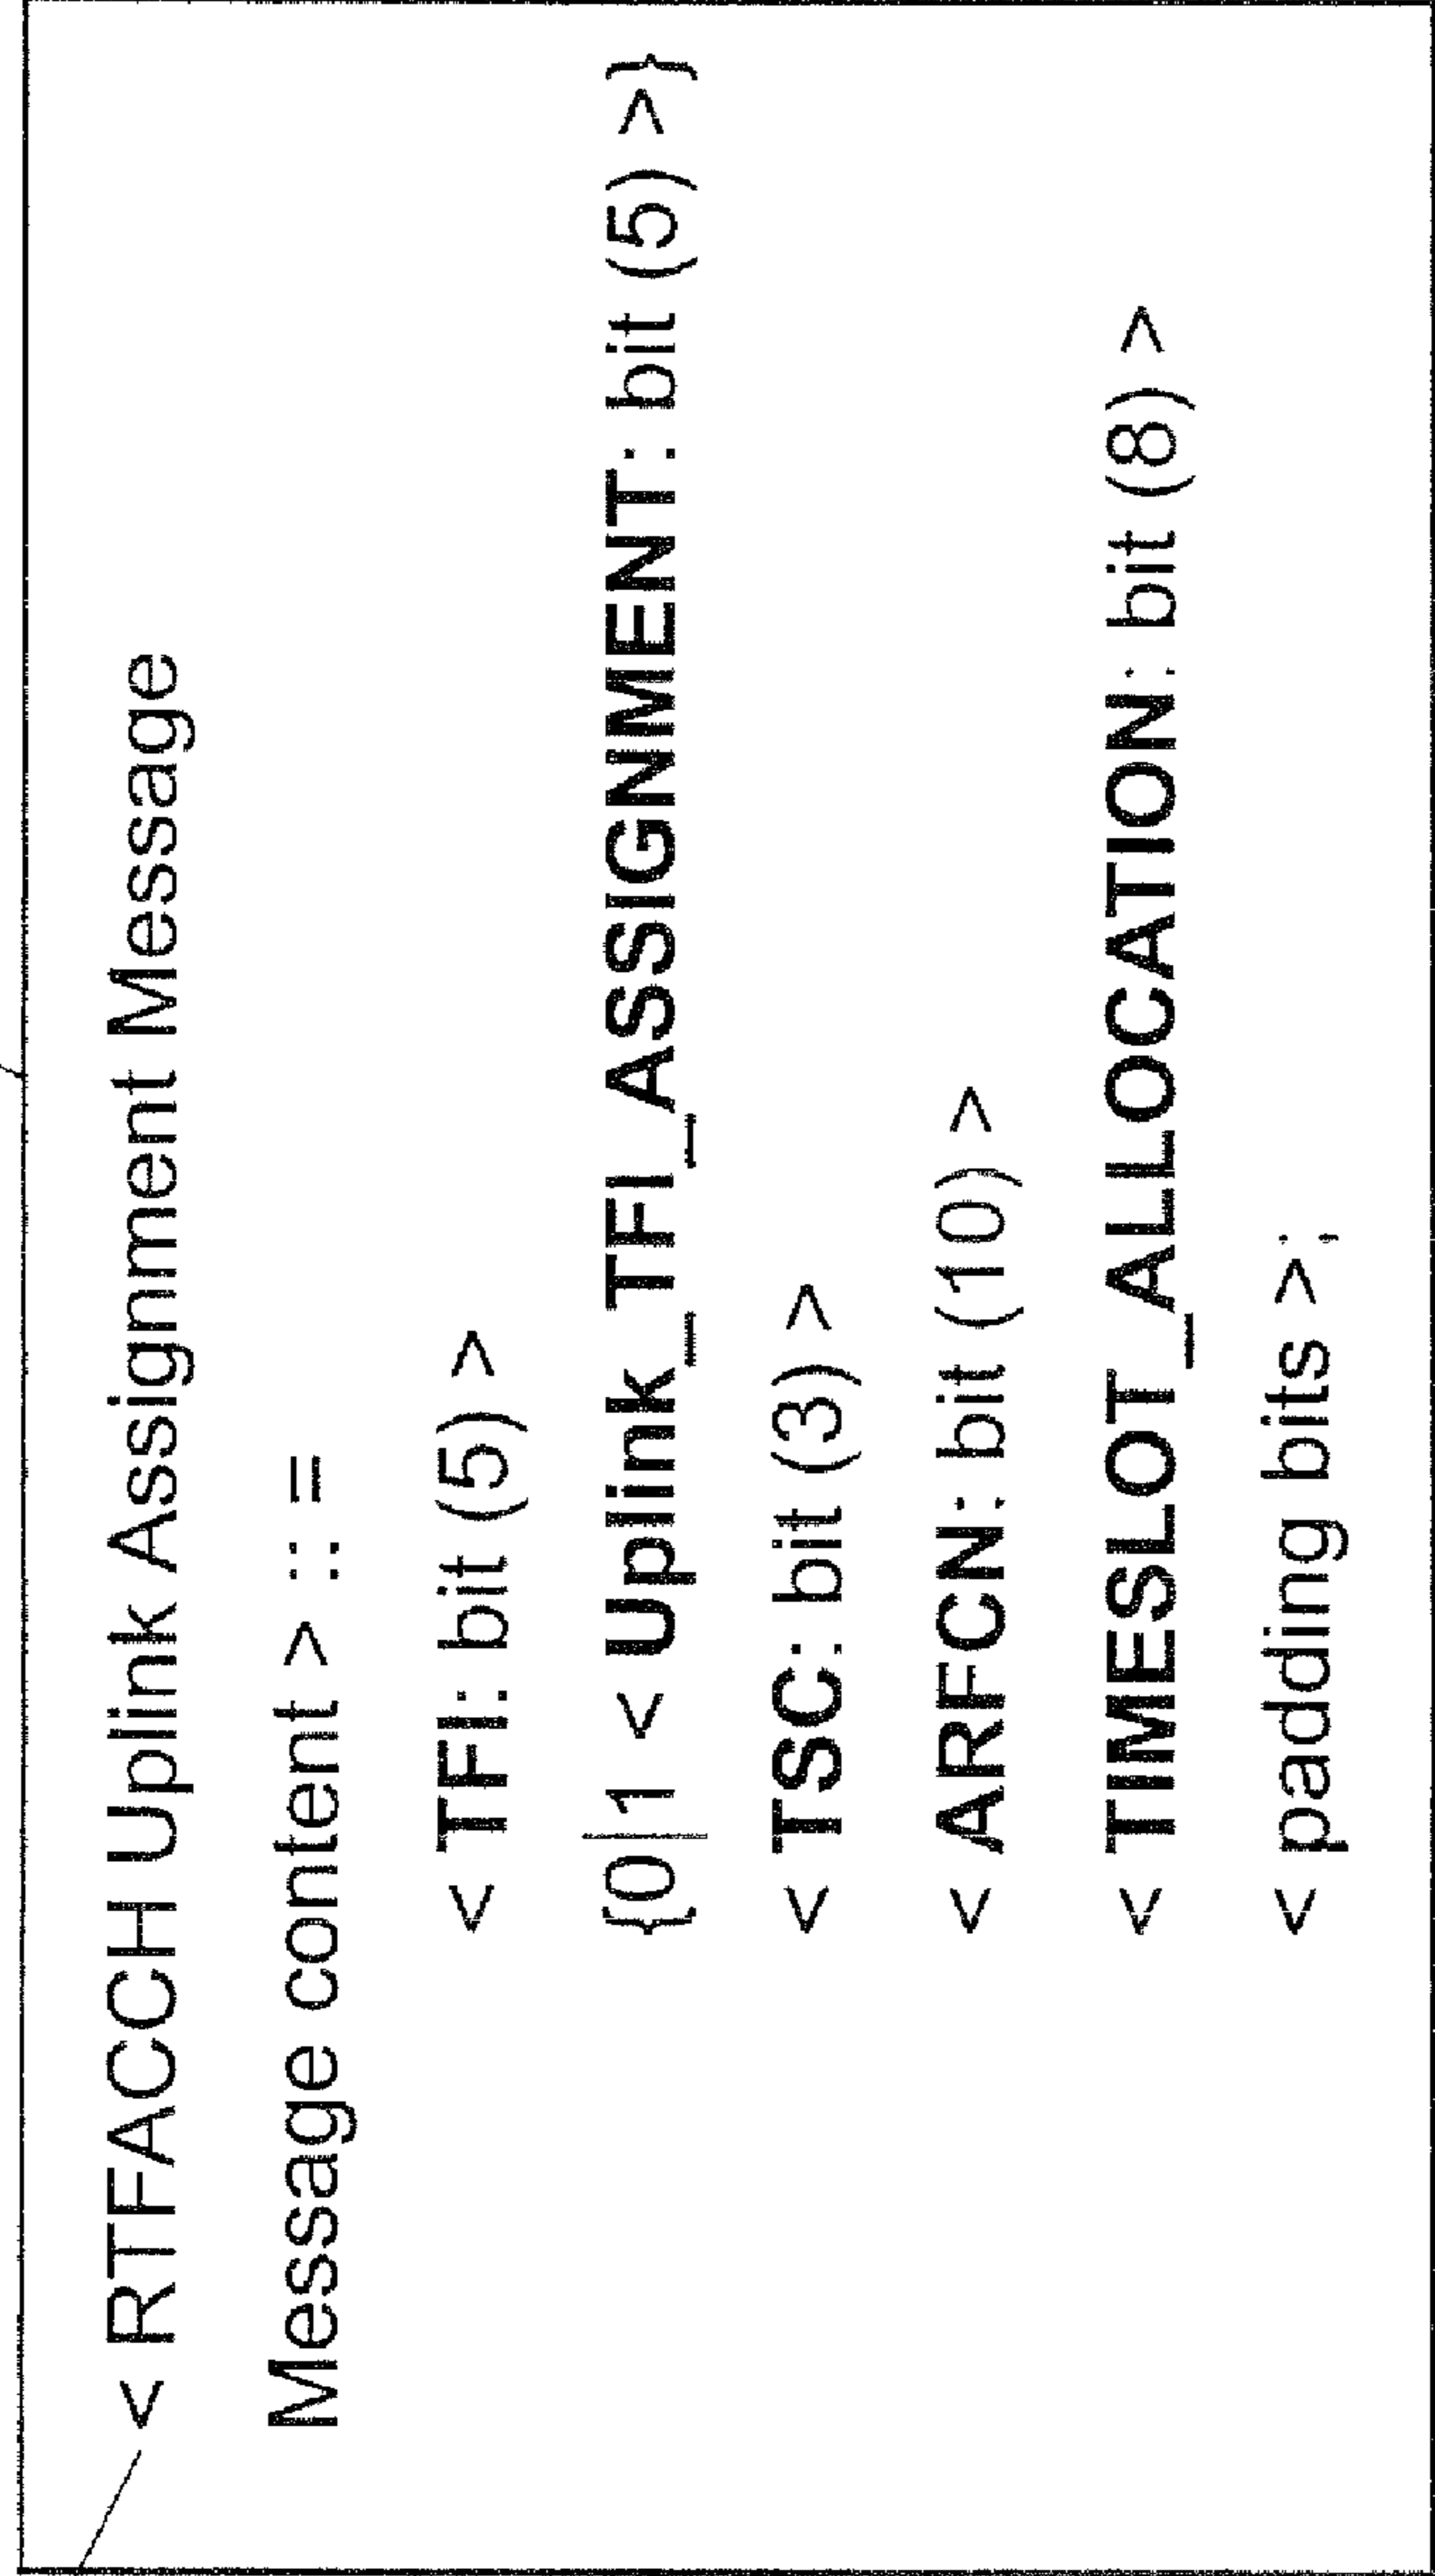 < RTFACCH Uplink Assignment Message
Message content > : : =
< TFI: bit (5) >
{0 | 1 < Uplink_TFI_ASSIGNMENT: bit (5) >}
< TSC: bit (3) >
< ARFCN: bit (10) >
< TIMESLOT_ALLOCATION: bit (8) >
< padding bits >;